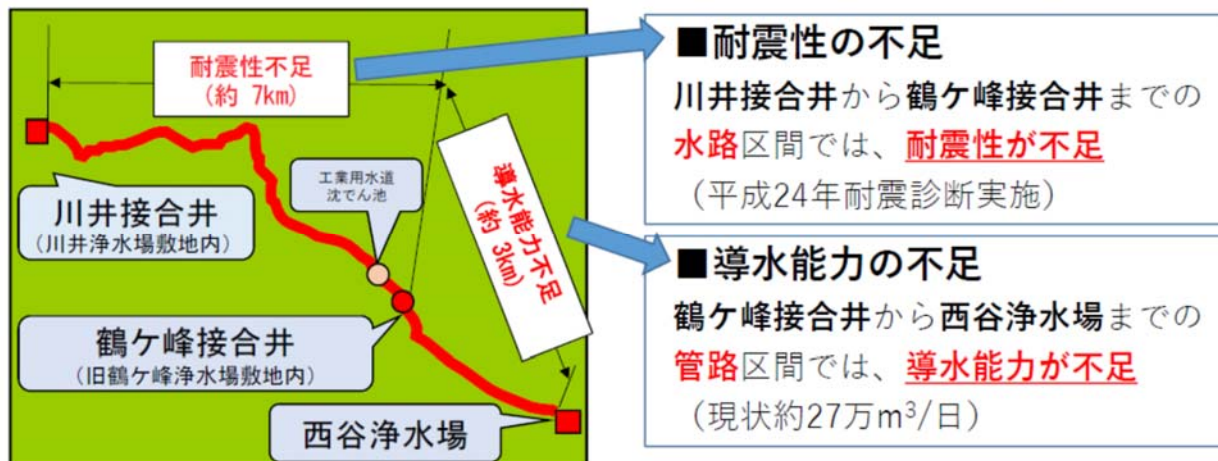 耐震性不足
(約 7km)
導水能力不足
(約 3km)
工業用水道
沈でん池
川井接合井
(川井浄水場敷地内)
鶴ケ峰接合井
(旧鶴ケ峰浄水場敷地内)
西谷浄水場
■耐震性の不足
川井接合井から鶴ケ峰接合井までの
水路区間では、耐震性が不足
(平成24年耐震診断実施)
■導水能力の不足
鶴ケ峰接合井から西谷浄水場までの
管路区間では、導水能力が不足
(現状約27万m³/日)